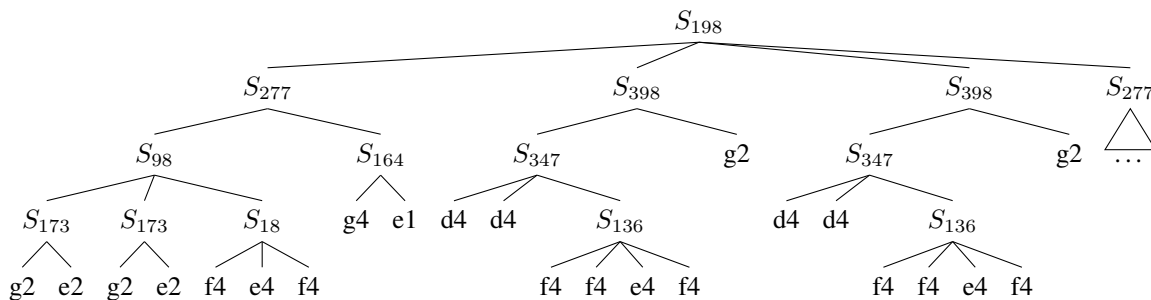 S198
S277 S398 S398 S277
S98 S164 S347 g2 S347 g2 ...
S173 S173 S18 g4 e1 d4 d4 S136 d4 d4 S136
g2 e2 g2 e2 f4 e4 f4 f4 f4 e4 f4 f4 f4 e4 f4